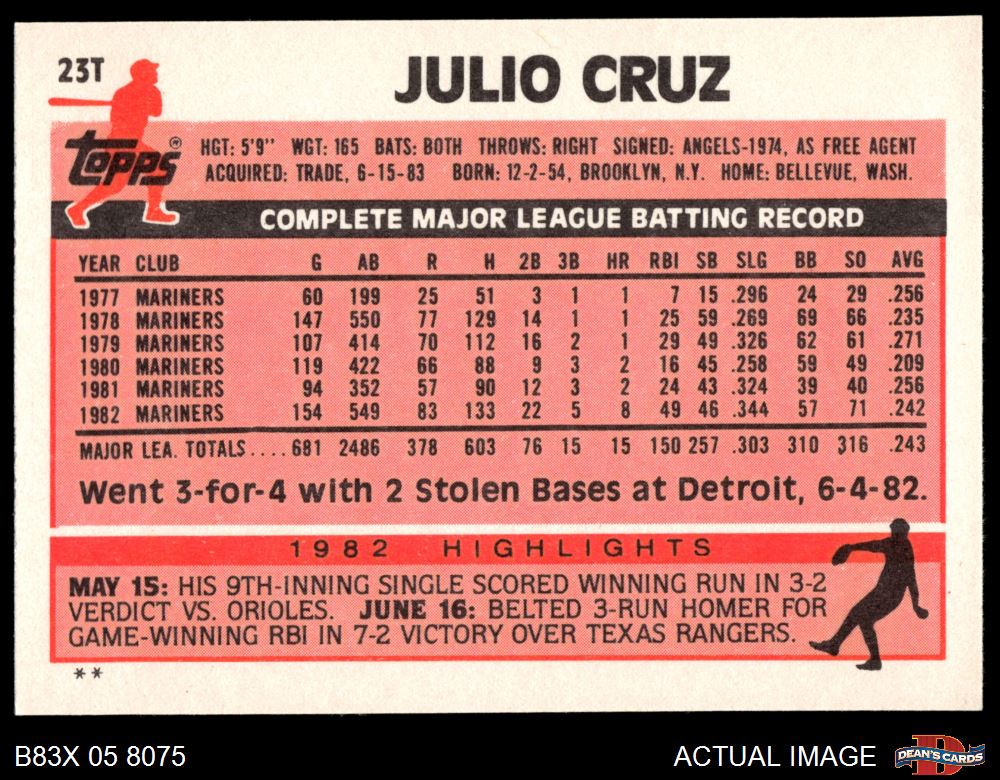 23T
JULIO CRUZ
topps®
HGT: 5'9" WGT: 165 BATS: BOTH THROWS: RIGHT SIGNED: ANGELS-1974, AS FREE AGENT
ACQUIRED: TRADE, 6-15-83 BORN: 12-2-54, BROOKLYN, N.Y. HOME: BELLEVUE, WASH.
COMPLETE MAJOR LEAGUE BATTING RECORD
YEAR CLUB G AB R H 2B 3B HR RBI SB SLG BB SO AVG
1977 MARINERS 60 199 25 51 3 1 1 7 15 .296 24 29 .256
1978 MARINERS 147 550 77 129 14 1 1 25 59 .269 69 66 .235
1979 MARINERS 107 414 70 112 16 2 1 29 49 .326 62 61 .271
1980 MARINERS 119 422 66 88 9 3 2 16 45 .258 59 49 .209
1981 MARINERS 94 352 57 90 12 3 2 24 43 .324 39 40 .256
1982 MARINERS 154 549 83 133 22 5 8 49 46 .344 57 71 .242
MAJOR LEA. TOTALS....681 2486 378 603 76 15 15 150 257 .303 310 316 .243
Went 3-for-4 with 2 Stolen Bases at Detroit, 6-4-82.
1982 HIGHLIGHTS
MAY 15: HIS 9TH-INNING SINGLE SCORED WINNING RUN IN 3-2
VERDICT VS. ORIOLES. JUNE 16: BELTED 3-RUN HOMER FOR
GAME-WINNING RBI IN 7-2 VICTORY OVER TEXAS RANGERS.
**
B83X 05 8075
ACTUAL IMAGE
DEAN'S CARDS